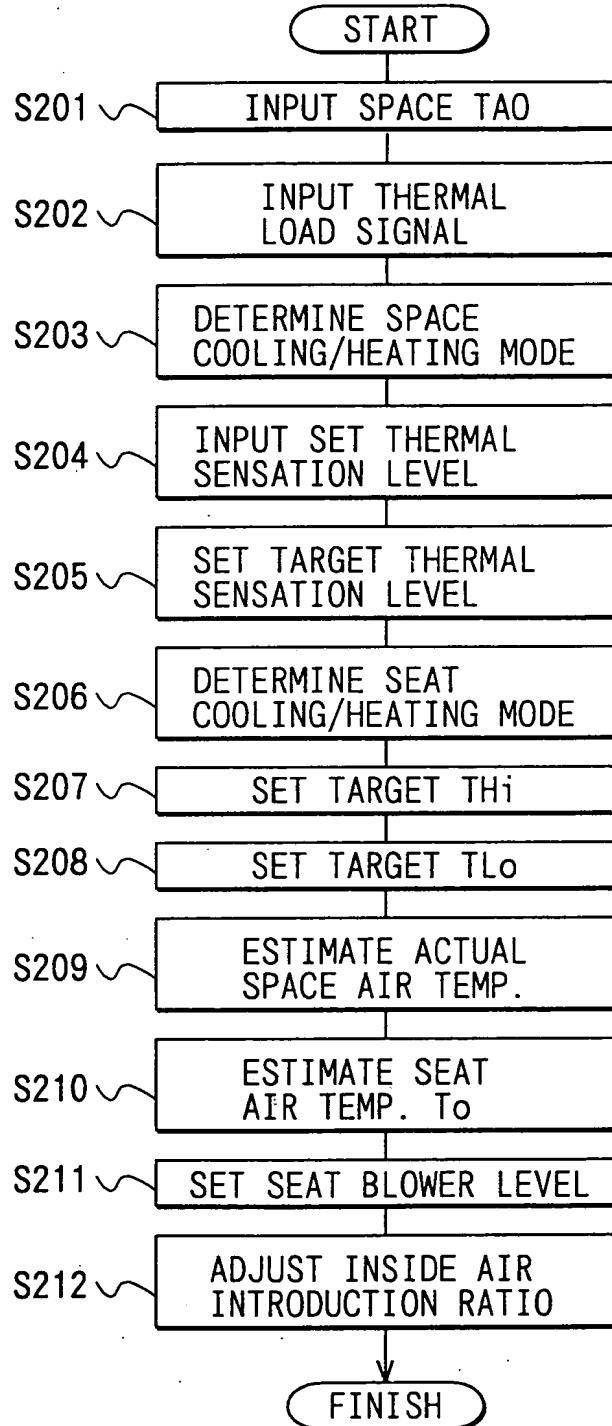 START
S201
INPUT SPACE TAO
S202
INPUT THERMAL
LOAD SIGNAL
S203
DETERMINE SPACE
COOLING/HEATING MODE
S204
INPUT SET THERMAL
SENSATION LEVEL
S205
SET TARGET THERMAL
SENSATION LEVEL
S206
DETERMINE SEAT
COOLING/HEATING MODE
S207
SET TARGET THi
S208
SET TARGET TLo
S209
ESTIMATE ACTUAL
SPACE AIR TEMP.
S210
ESTIMATE SEAT
AIR TEMP. To
S211
SET SEAT BLOWER LEVEL
S212
ADJUST INSIDE AIR
INTRODUCTION RATIO
FINISH